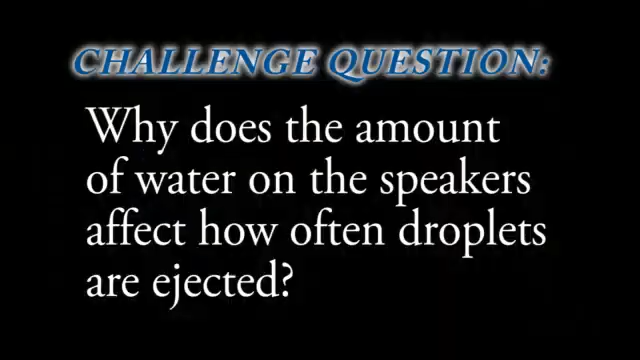 CHALLENGE QUESTION:
Why does the amount
of water on the speakers
affect how often droplets
are ejected?